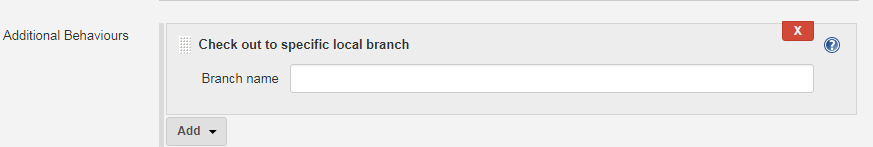 Additional Behaviours
Check out to specific local branch
X
?
Branch name
Add